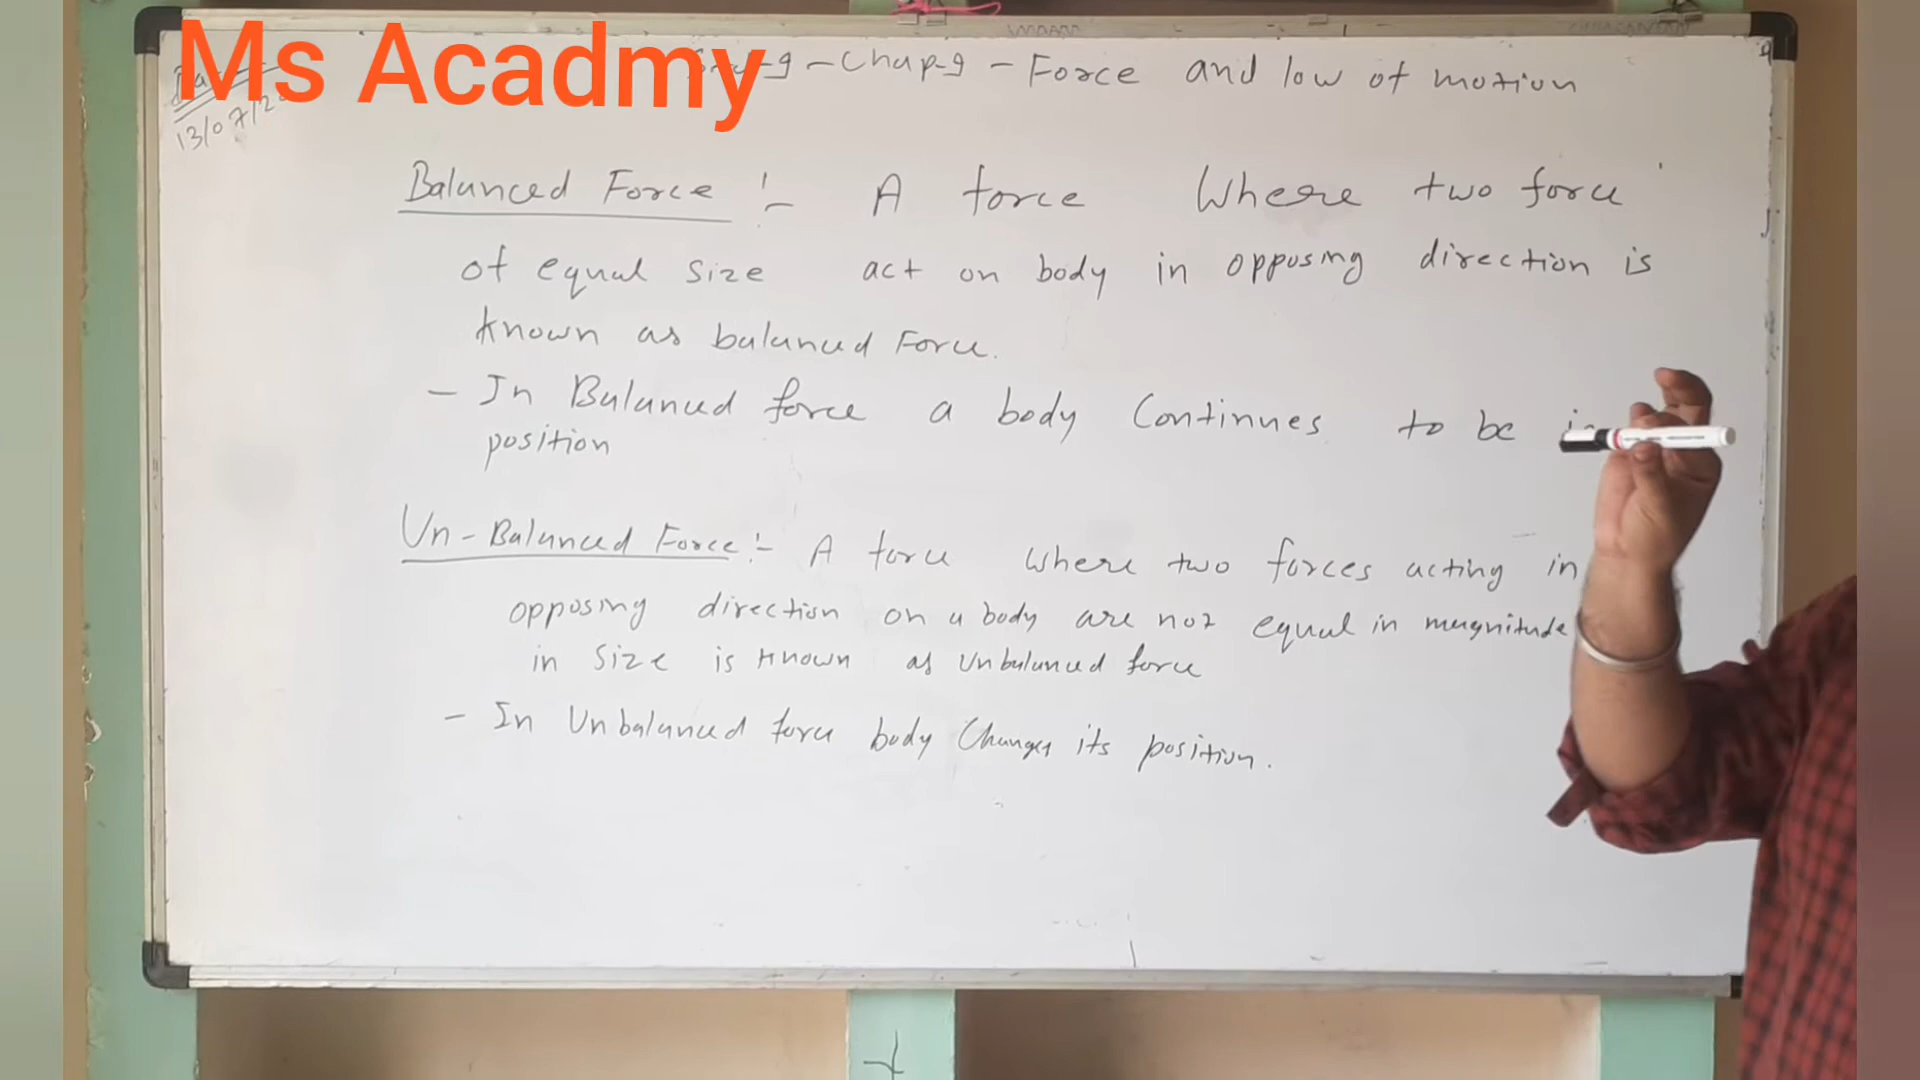 Ms Acadmy
-9-Chap-9-Force and low of motion
13/07/2
Balanced Force :- A force Where two force
of equal size act on body in opposing direction is
known as balanced Force.
- In Balanced force a body Continues to be in
position
Un-Balanced Force :- A force Where two forces acting in
opposing direction on a body are not equal in magnitude
in size is known as unbalanced force
- In Unbalanced force body Changes its position.